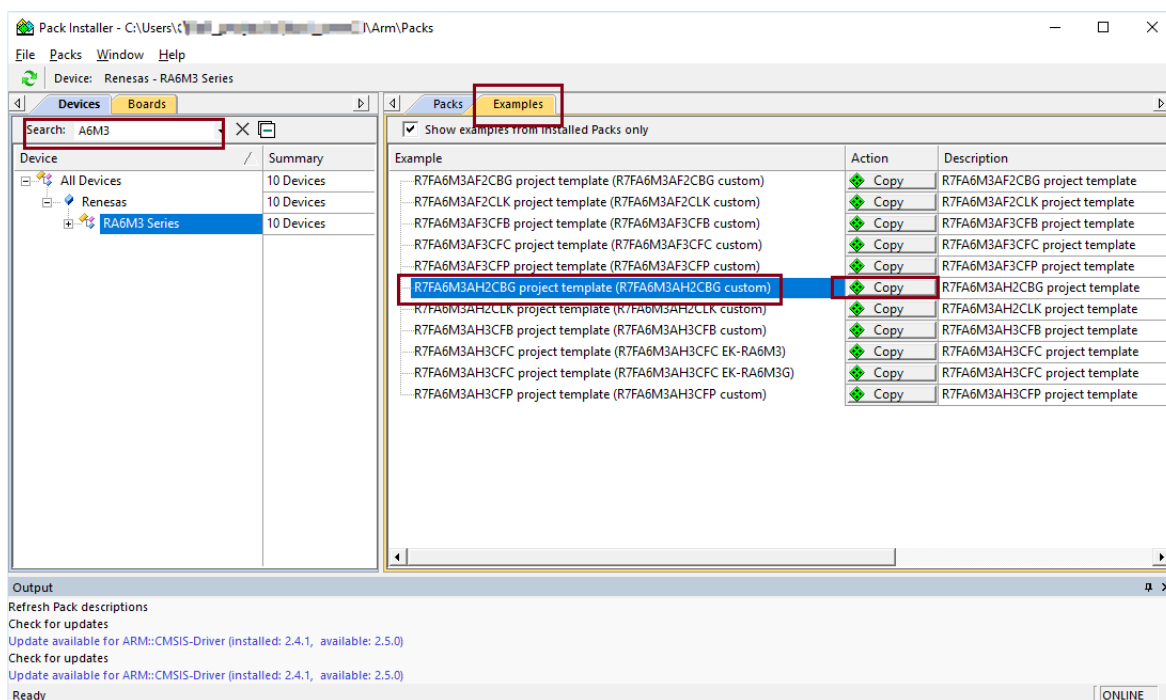 Pack Installer - C:\Users\ \Arm\Packs
File Packs Window Help
Device: Renesas - RA6M3 Series
Devices Boards
Search: A6M3
Device Summary
All Devices 10 Devices
Renesas 10 Devices
RA6M3 Series 10 Devices
Packs Examples
Show examples from installed Packs only
Example Action Description
R7FA6M3AF2CBG project template (R7FA6M3AF2CBG custom) Copy R7FA6M3AF2CBG project template
R7FA6M3AF2CLK project template (R7FA6M3AF2CLK custom) Copy R7FA6M3AF2CLK project template
R7FA6M3AF3CFB project template (R7FA6M3AF3CFB custom) Copy R7FA6M3AF3CFB project template
R7FA6M3AF3CFC project template (R7FA6M3AF3CFC custom) Copy R7FA6M3AF3CFC project template
R7FA6M3AF3CFP project template (R7FA6M3AF3CFP custom) Copy R7FA6M3AF3CFP project template
R7FA6M3AH2CBG project template (R7FA6M3AH2CBG custom) Copy R7FA6M3AH2CBG project template
R7FA6M3AH2CLK project template (R7FA6M3AH2CLK custom) Copy R7FA6M3AH2CLK project template
R7FA6M3AH3CFB project template (R7FA6M3AH3CFB custom) Copy R7FA6M3AH3CFB project template
R7FA6M3AH3CFC project template (R7FA6M3AH3CFC EK-RA6M3) Copy R7FA6M3AH3CFC project template
R7FA6M3AH3CFC project template (R7FA6M3AH3CFC EK-RA6M3G) Copy R7FA6M3AH3CFC project template
R7FA6M3AH3CFP project template (R7FA6M3AH3CFP custom) Copy R7FA6M3AH3CFP project template
Output
Refresh Pack descriptions
Check for updates
Update available for ARM::CMSIS-Driver (installed: 2.4.1, available: 2.5.0)
Check for updates
Update available for ARM::CMSIS-Driver (installed: 2.4.1, available: 2.5.0)
Ready ONLINE